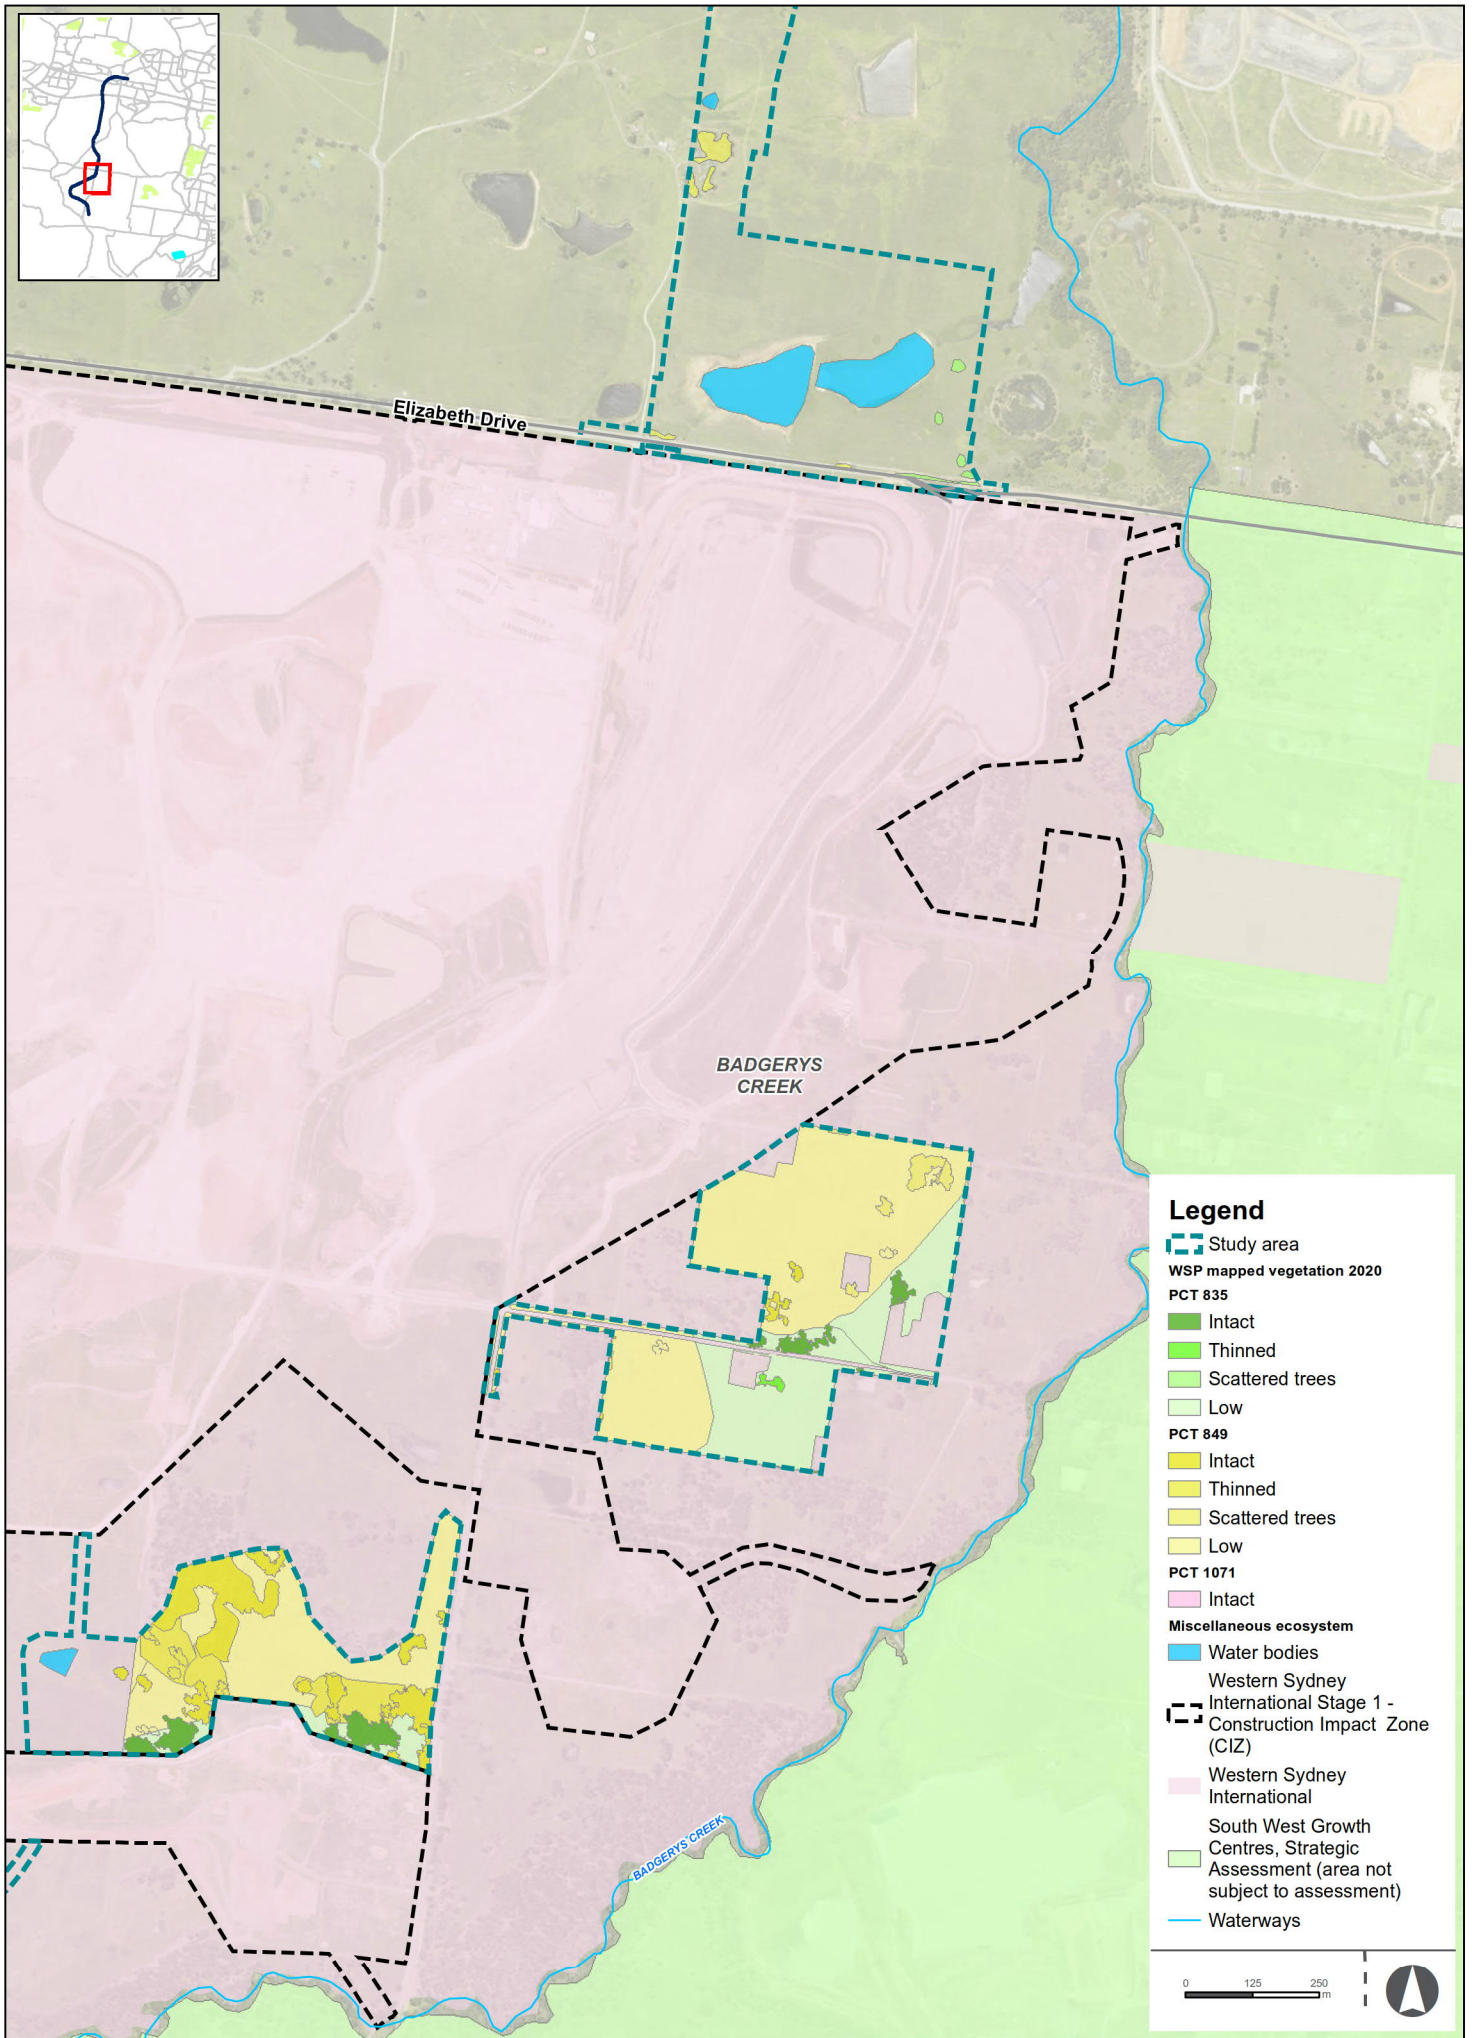 Elizabeth Drive
BADGERYS
CREEK
BADGERYS CREEK
Legend
Study area
WSP mapped vegetation 2020
PCT 835
Intact
Thinned
Scattered trees
Low
PCT 849
Intact
Thinned
Scattered trees
Low
PCT 1071
Intact
Miscellaneous ecosystem
Water bodies
Western Sydney
International Stage 1 -
Construction Impact Zone
(CIZ)
Western Sydney
International
South West Growth
Centres, Strategic
Assessment (area not
subject to assessment)
Waterways
0 125 250
m